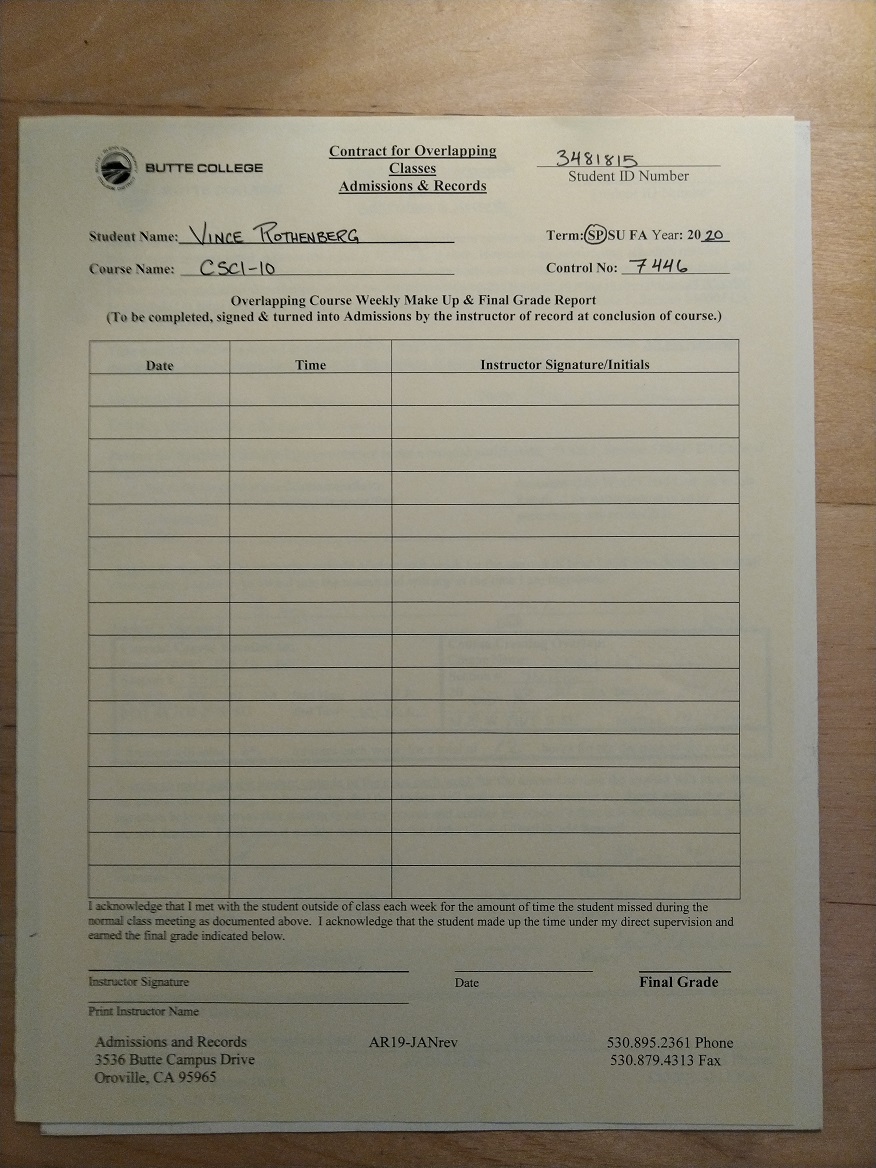 BUTTE COLLEGE
Contract for Overlapping
Classes
Admissions & Records
3481815
Student ID Number
Student Name: VINCE ROTHENBERG
Term: SP SU FA Year: 2020
Course Name: CSCI-10
Control No: 7446
Overlapping Course Weekly Make Up & Final Grade Report
(To be completed, signed & turned into Admissions by the instructor of record at conclusion of course.)
Date Time Instructor Signature/Initials
I acknowledge that I met with the student outside of class each week for the amount of time the student missed during the
normal class meeting as documented above. I acknowledge that the student made up the time under my direct supervision and
earned the final grade indicated below.
Instructor Signature Date Final Grade
Print Instructor Name
Admissions and Records AR19-JANrev 530.895.2361 Phone
3536 Butte Campus Drive 530.879.4313 Fax
Oroville, CA 95965